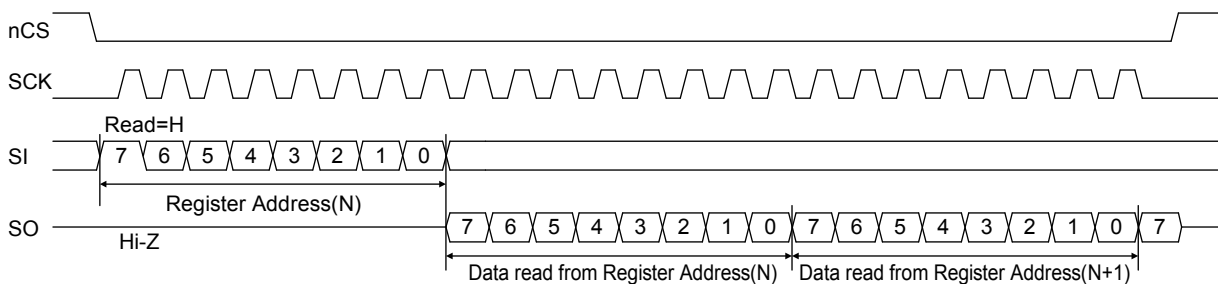 nCS
SCK
Read=H
SI 7 6 5 4 3 2 1 0
Register Address(N)
SO 7 6 5 4 3 2 1 0 7 6 5 4 3 2 1 0 7
Hi-Z
Data read from Register Address(N) Data read from Register Address(N+1)